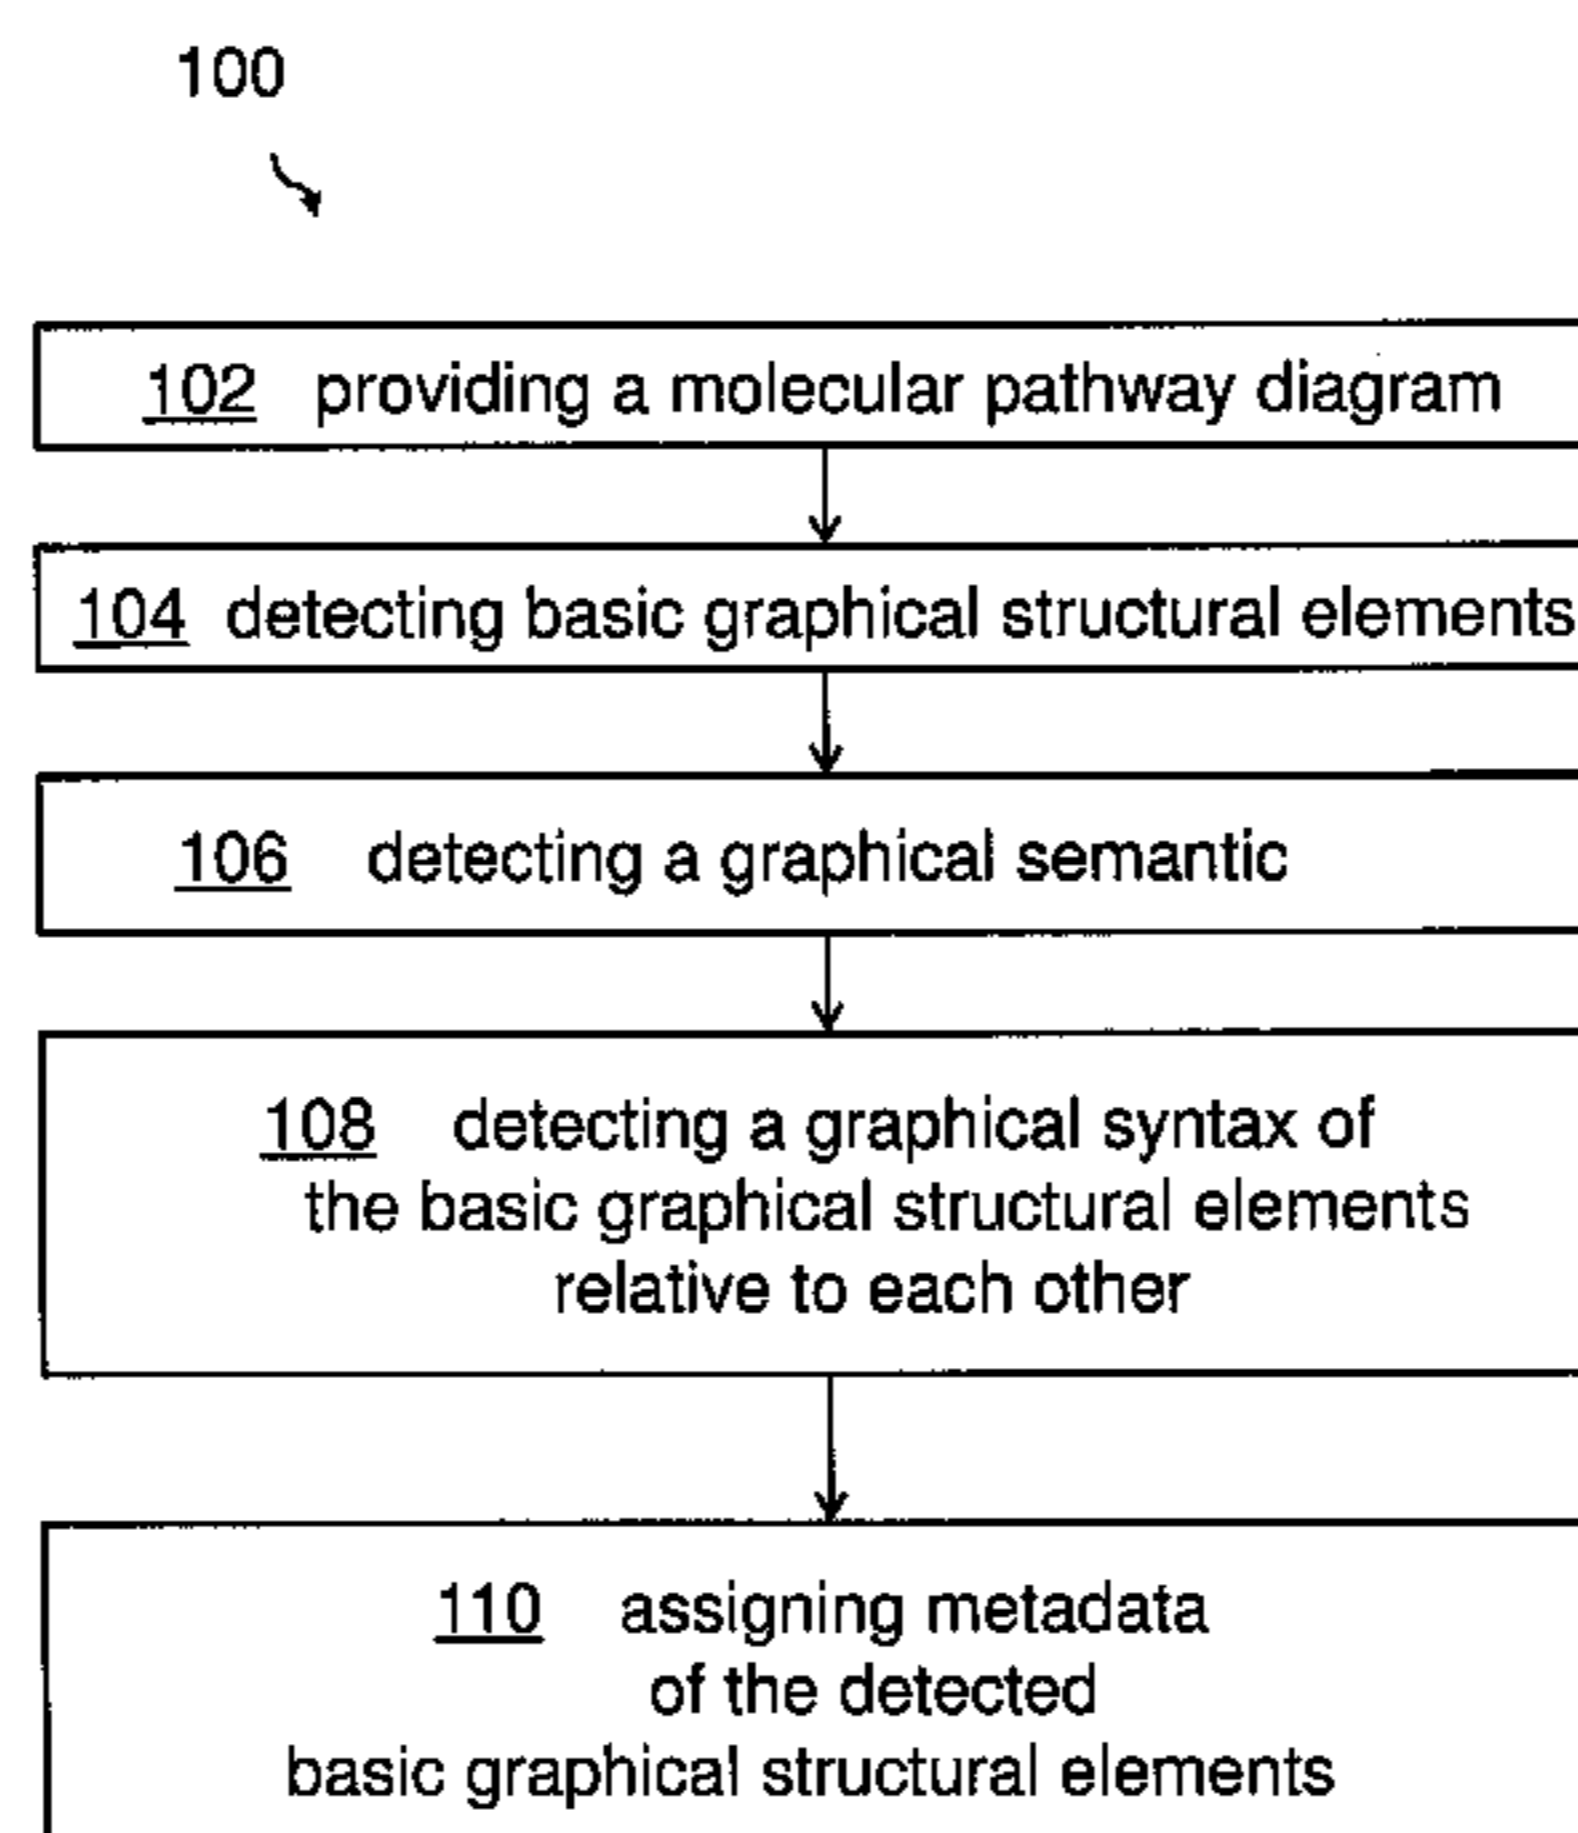 100
102 providing a molecular pathway diagram
104 detecting basic graphical structural elements
106 detecting a graphical semantic
108 detecting a graphical syntax of
the basic graphical structural elements
relative to each other
110 assigning metadata
of the detected
basic graphical structural elements